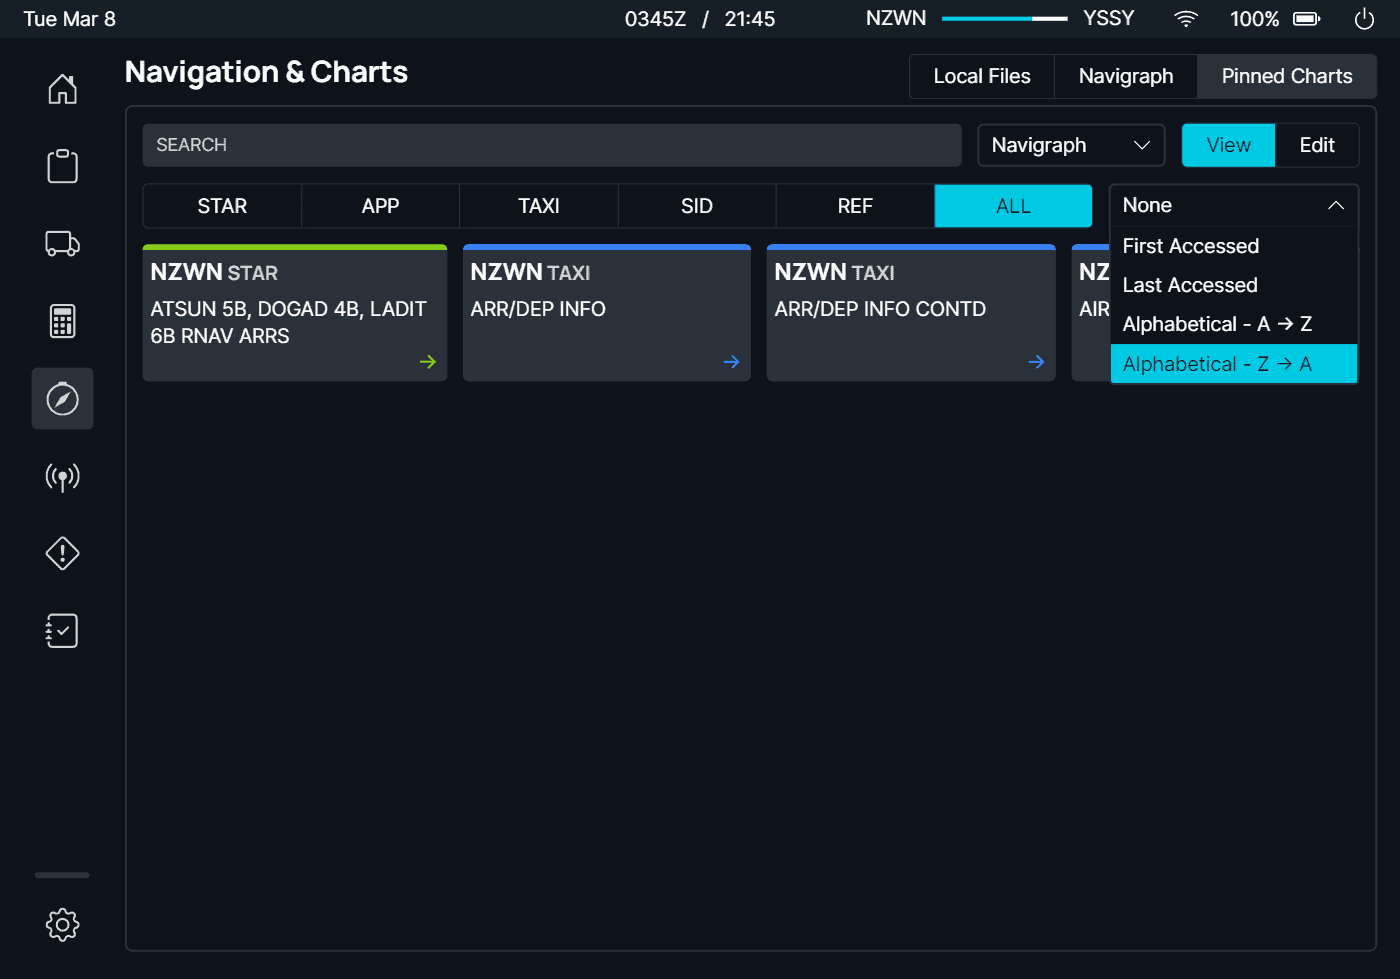 Tue Mar 8
0345Z / 21:45
NZWN
YSSY
100%
Navigation & Charts
Local Files
Navigraph
Pinned Charts
SEARCH
Navigraph
View
Edit
STAR
APP
TAXI
SID
REF
ALL
None
First Accessed
Last Accessed
Alphabetical - A → Z
Alphabetical - Z → A
NZWN STAR
ATSUN 5B, DOGAD 4B, LADIT
6B RNAV ARRS
NZWN TAXI
ARR/DEP INFO
NZWN TAXI
ARR/DEP INFO CONTD
NZ
AIR